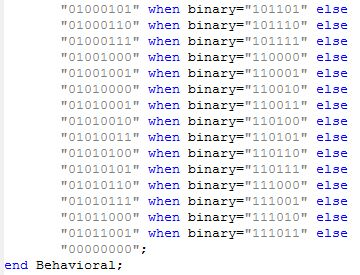 "01000101" when binary="101101" else
"01000110" when binary="101110" else
"01000111" when binary="101111" else
"01001000" when binary="110000" else
"01001001" when binary="110001" else
"01010000" when binary="110010" else
"01010001" when binary="110011" else
"01010010" when binary="110100" else
"01010011" when binary="110101" else
"01010100" when binary="110110" else
"01010101" when binary="110111" else
"01010110" when binary="111000" else
"01010111" when binary="111001" else
"01011000" when binary="111010" else
"01011001" when binary="111011" else
"00000000";
end Behavioral;